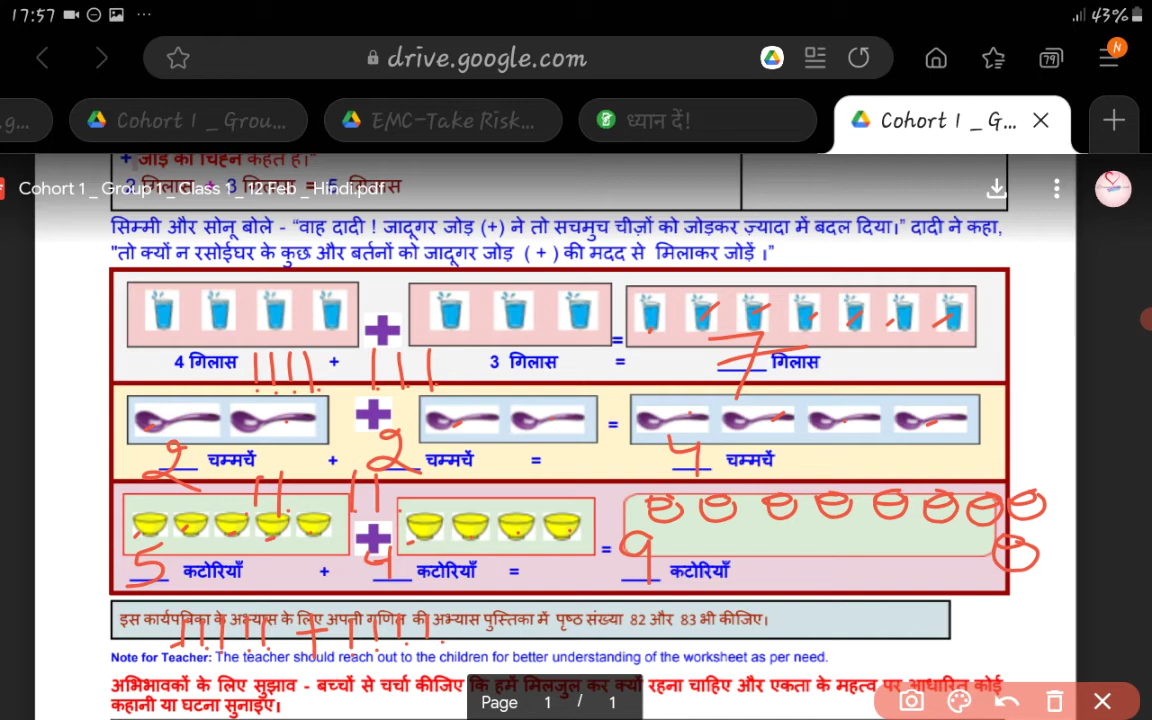 17:57 43%
drive.google.com 79 N
Cohort 1 _ Grou... EMC-Take Risk... ध्यान दें! Cohort 1 _ G...
+ जोड़ का चिह्न कहते हैं।"
Cohort 1 _ Group 1 _ Class 1 _ 12 Feb _Hindi.pdf
सिम्मी और सोनू बोले - “वाह दादी ! जादूगर जोड़ (+) ने तो सचमुच चीज़ों को जोड़कर ज़्यादा में बदल दिया।” दादी ने कहा,
"तो क्यों न रसोईघर के कुछ और बर्तनों को जादूगर जोड़ ( + ) की मदद से मिलाकर जोड़ें ।”
4 गिलास + 3 गिलास = 7 गिलास
2 चम्मचें + 2 चम्मचें = 4 चम्मचें
5 कटोरियाँ + 4 कटोरियाँ = 9 कटोरियाँ
इस कार्यपत्रिका के अभ्यास के लिए अपनी गणित की अभ्यास पुस्तिका में पृष्ठ संख्या 82 और 83 भी कीजिए।
Note for Teacher: The teacher should reach out to the children for better understanding of the worksheet as per need.
अभिभावकों के लिए सुझाव - बच्चों से चर्चा कीजिए कि हमें मिलजुल कर क्यों रहना चाहिए और एकता के महत्व पर आधारित कोई
कहानी या घटना सुनाइए।
Page 1 / 1